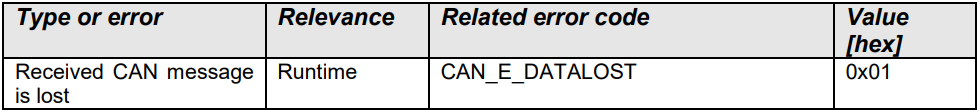 Type or error Relevance Related error code Value
[hex]
Received CAN message Runtime CAN_E_DATALOST 0x01
is lost